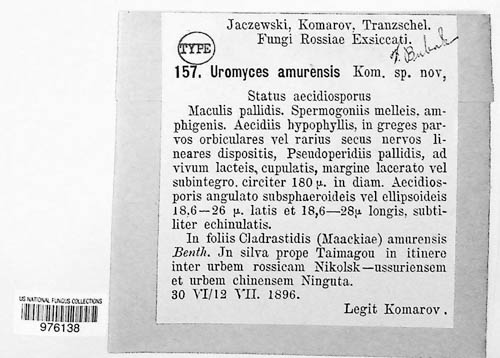 Jaczewski, Komarov, Tranzschel.
Fungi Rossiae Exsiccati.
TYPE
157. Uromyces amurensis Kom. sp. nov,
Status aecidiosporus
Maculis pallidis. Spermogoniis melleis, am-
phigenis. Aecidiis hypophyllis, in greges par-
vos orbiculares vel rarius secus nervos li-
neares dispositis, Pseudoperidiis pallidis, ad
vivum lacteis, cupulatis, margine lacerato vel
subintegro, circiter 180 µ. in diam. Aecidios-
poris angulato subsphaeroideis vel ellipsoideis
18,6—26 µ. latis et 18,6—28µ longis, subti-
liter echinulatis.
In foliis Cladrastidis (Maackiae) amurensis
Benth. Jn silva prope Taimagou in itinere
inter urbem rossicam Nikolsk—ussuriensem
et urbem chinensem Ninguta.
30 VI/12 VII. 1896.
Legit Komarov.
US NATIONAL FUNGUS COLLECTIONS
976138